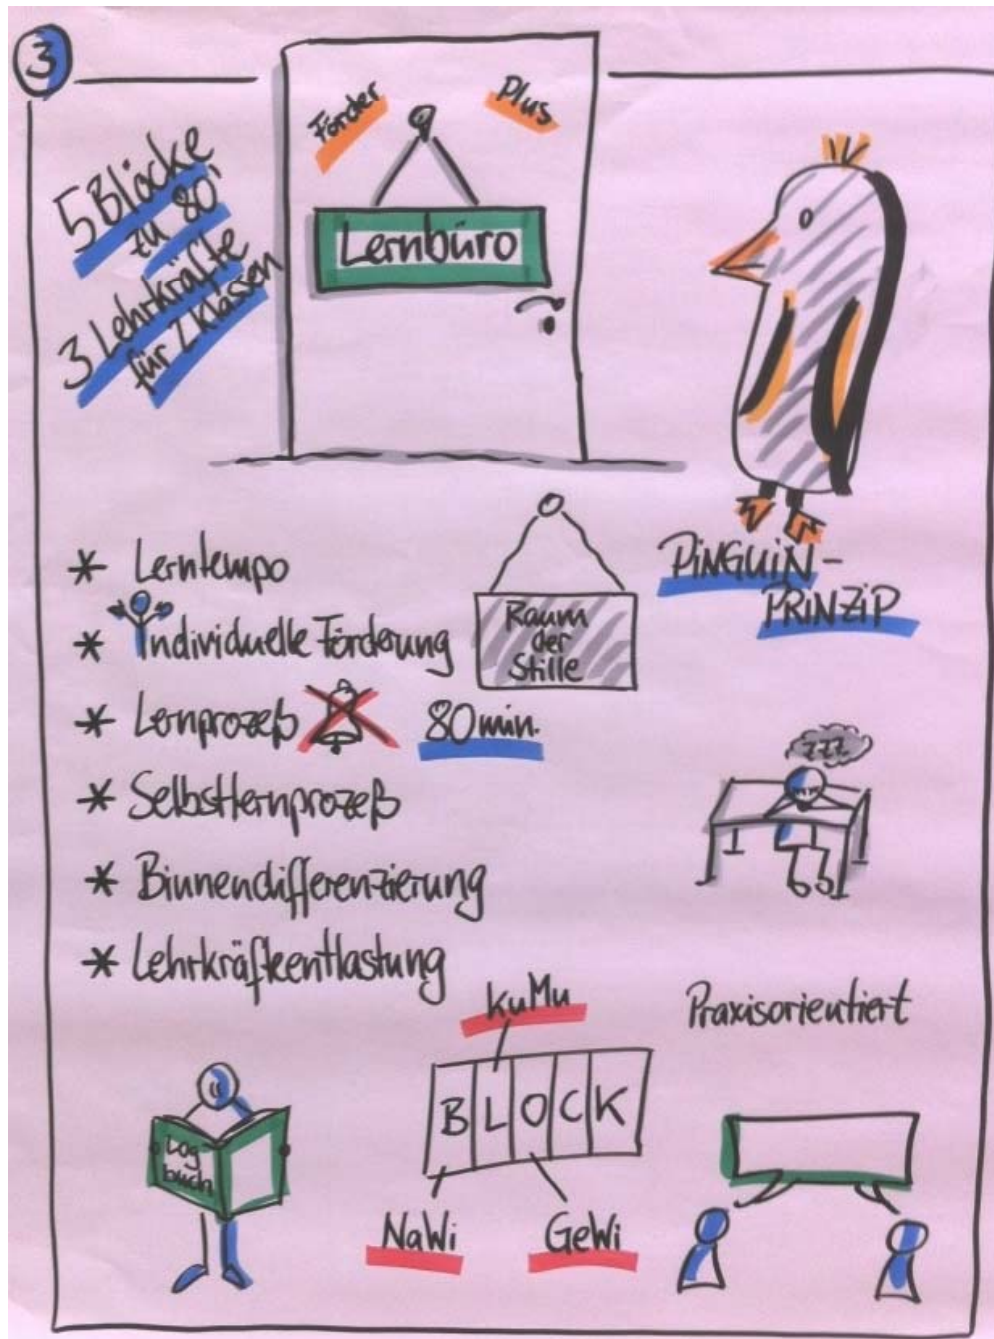 3
5 Blöcke
zu 80'
3 Lehrkräfte
für 2 Klassen
Förder
Plus
Lernbüro
PINGUIN-
PRINZIP
* Lerntempo
* Individuelle Förderung
Raum
der
Stille
* Lernprozeß
80 min.
* Selbstlernprozeß
* Binnendifferenzierung
* Lehrkräfteentlastung
zzz
KuMu
Praxisorientiert
BLOCK
Log
buch
NaWi
GeWi